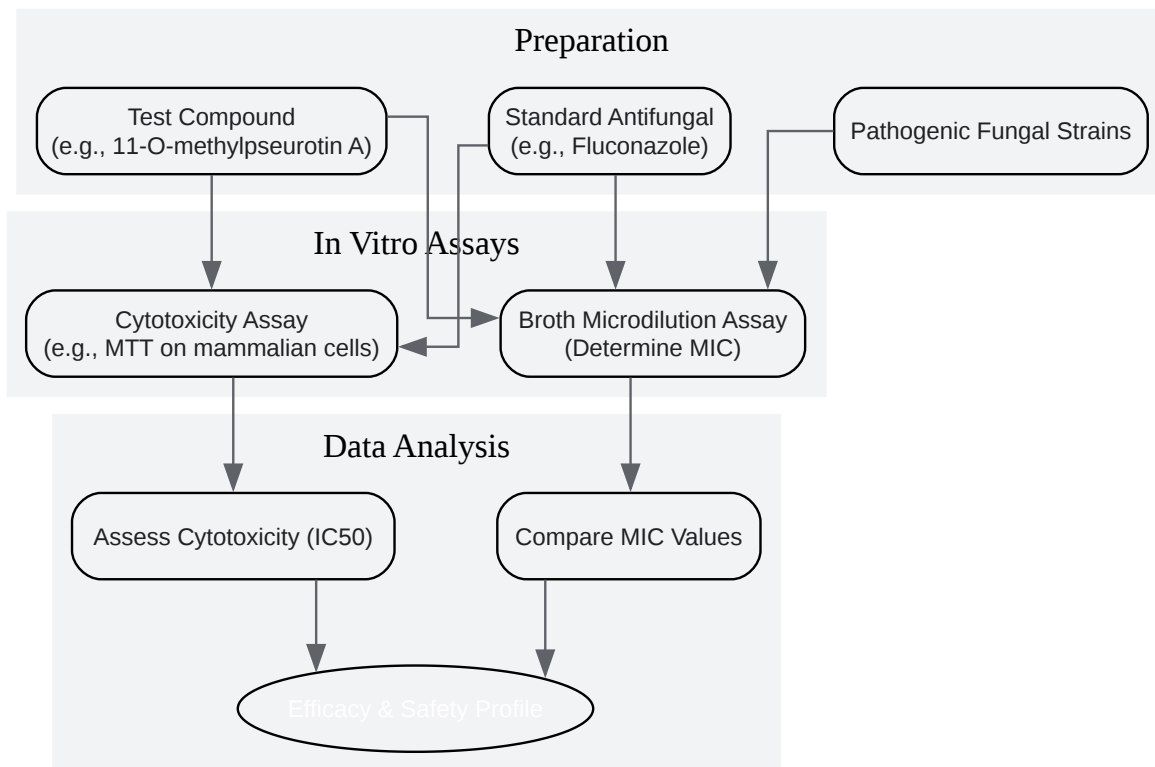 Preparation
Test Compound
(e.g., 11-O-methylpseurotin A)
Standard Antifungal
(e.g., Fluconazole)
Pathogenic Fungal Strains
In Vitro Assays
Cytotoxicity Assay
(e.g., MTT on mammalian cells)
Broth Microdilution Assay
(Determine MIC)
Data Analysis
Assess Cytotoxicity (IC50)
Compare MIC Values
Efficacy & Safety Profile